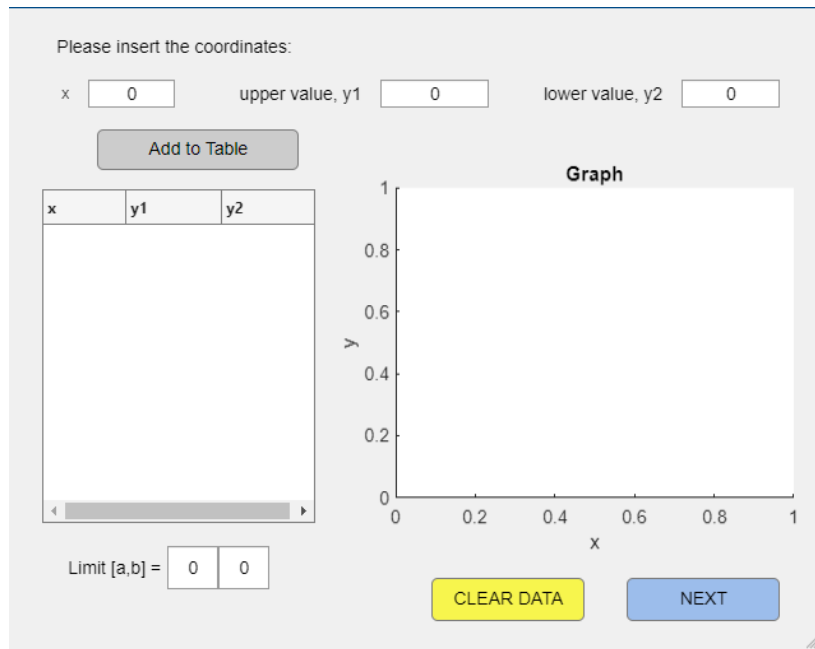 Please insert the coordinates:
x 0 upper value, y1 0 lower value, y2 0
Add to Table
x y1 y2
Graph
1
0.8
0.6
0.4
0.2
0
y
0 0.2 0.4 0.6 0.8 1
x
Limit [a,b] = 0 0
CLEAR DATA NEXT